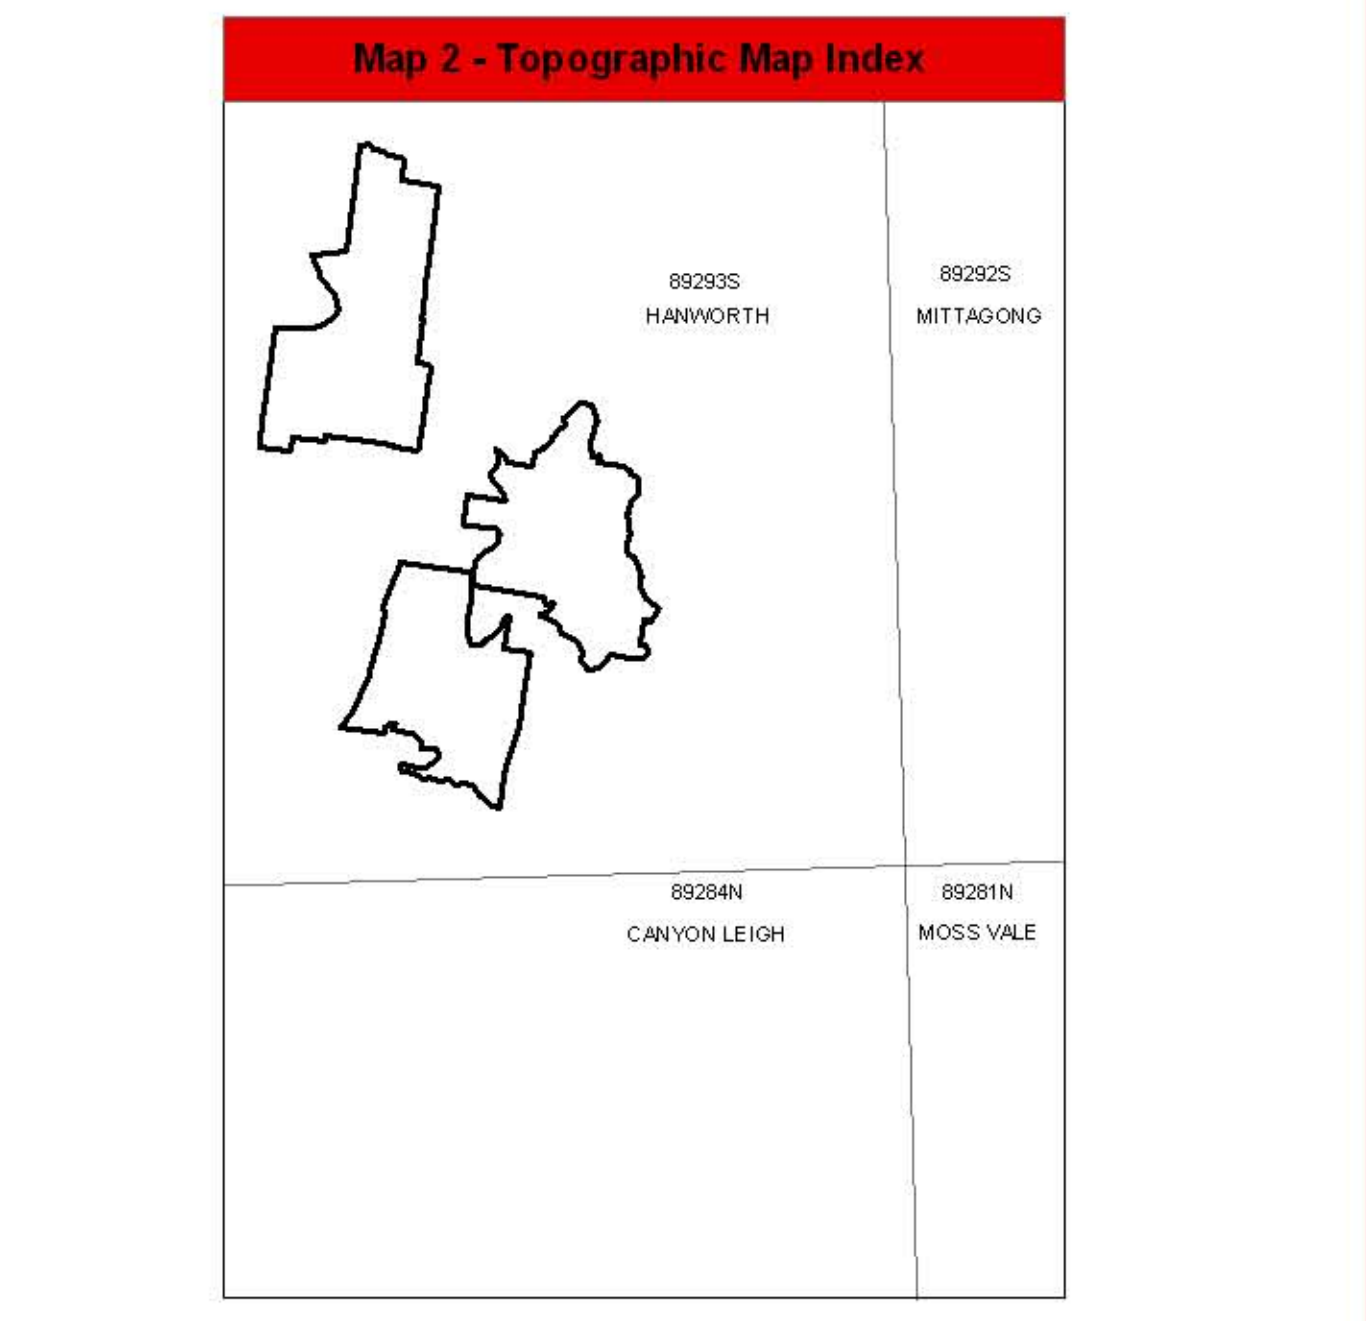 Map 2 - Topographic Map Index
89293S
HANWORTH
89292S
MITTAGONG
89284N
CANYON LEIGH
89281N
MOSS VALE